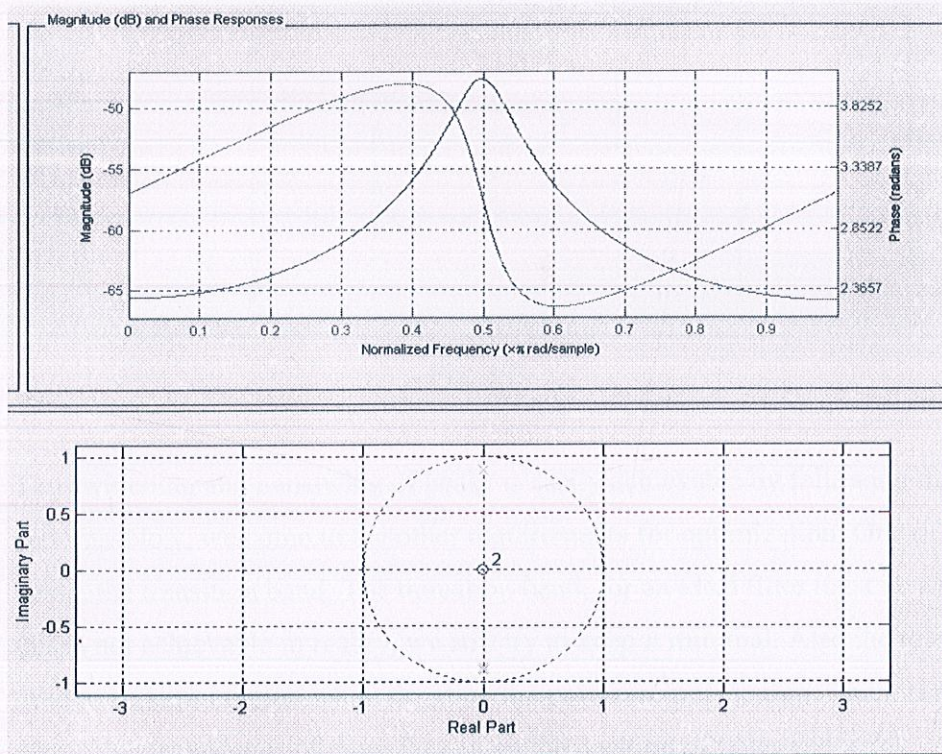 Magnitude (dB) and Phase Responses
-50
-55
-60
-65
Magnitude (dB)
3.8252
3.3387
2.8522
2.3657
Phase (radians)
0 0.1 0.2 0.3 0.4 0.5 0.6 0.7 0.8 0.9
Normalized Frequency (×π rad/sample)
1
0.5
0
-0.5
-1
Imaginary Part
2
-3 -2 -1 0 1 2 3
Real Part